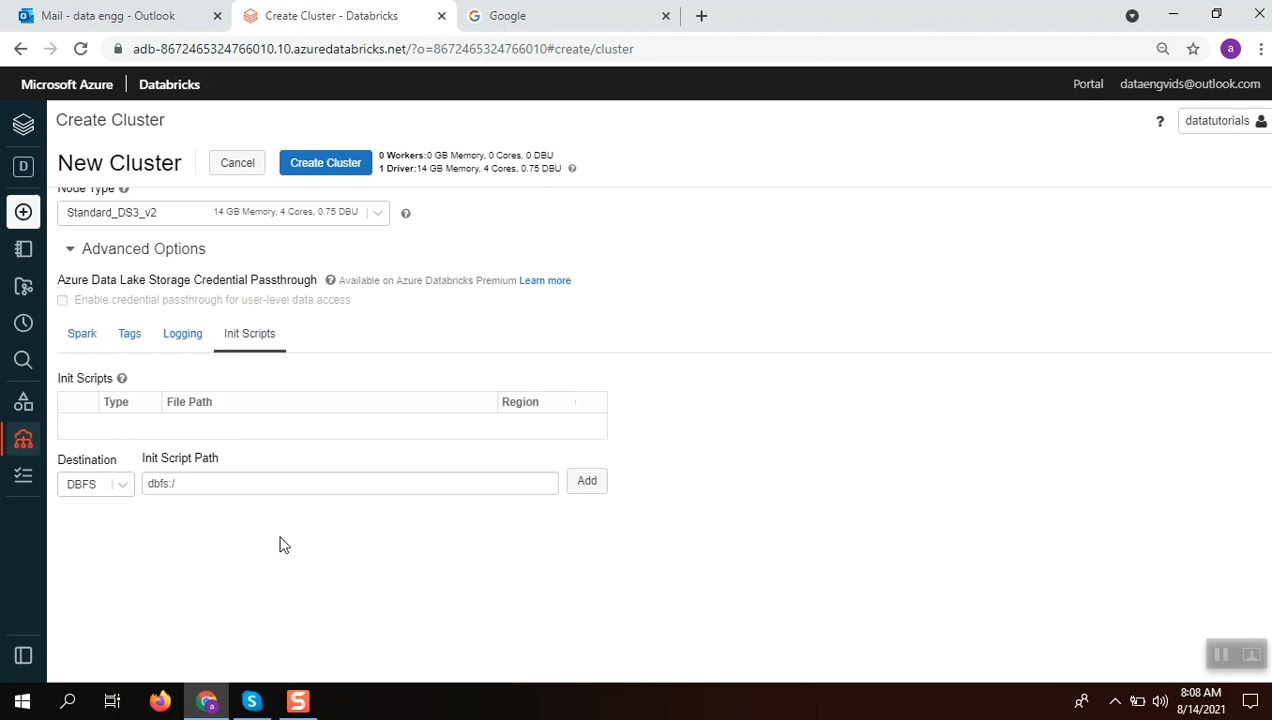 Mail - data engg - Outlook
Create Cluster - Databricks
Google
adb-8672465324766010.10.azuredatabricks.net/?o=8672465324766010#create/cluster
a
Microsoft Azure
Databricks
Portal
dataengvids@outlook.com
Create Cluster
?
datatutorials
D
New Cluster
Cancel
Create Cluster
0 Workers:0 GB Memory, 0 Cores, 0 DBU
1 Driver:14 GB Memory, 4 Cores, 0.75 DBU
Node Type
Standard_DS3_v2
14 GB Memory, 4 Cores, 0.75 DBU
Advanced Options
Azure Data Lake Storage Credential Passthrough
Available on Azure Databricks Premium Learn more
Enable credential passthrough for user-level data access
Spark
Tags
Logging
Init Scripts
Init Scripts
Type
File Path
Region
Destination
Init Script Path
DBFS
dbfs:/
Add
8:08 AM
8/14/2021